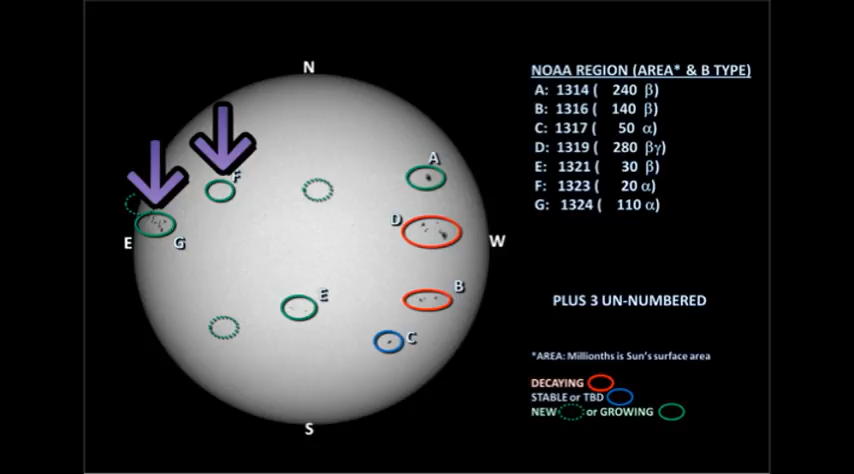 N
NOAA REGION (AREA* & B TYPE)
A: 1314 ( 240 β)
B: 1316 ( 140 β)
C: 1317 ( 50 α)
D: 1319 ( 280 βγ)
E: 1321 ( 30 β)
F: 1323 ( 20 α)
G: 1324 ( 110 α)
A
F
D
E
G
W
B
E
C
S
PLUS 3 UN-NUMBERED
*AREA: Millionths is Sun's surface area
DECAYING
STABLE or TBD
NEW or GROWING